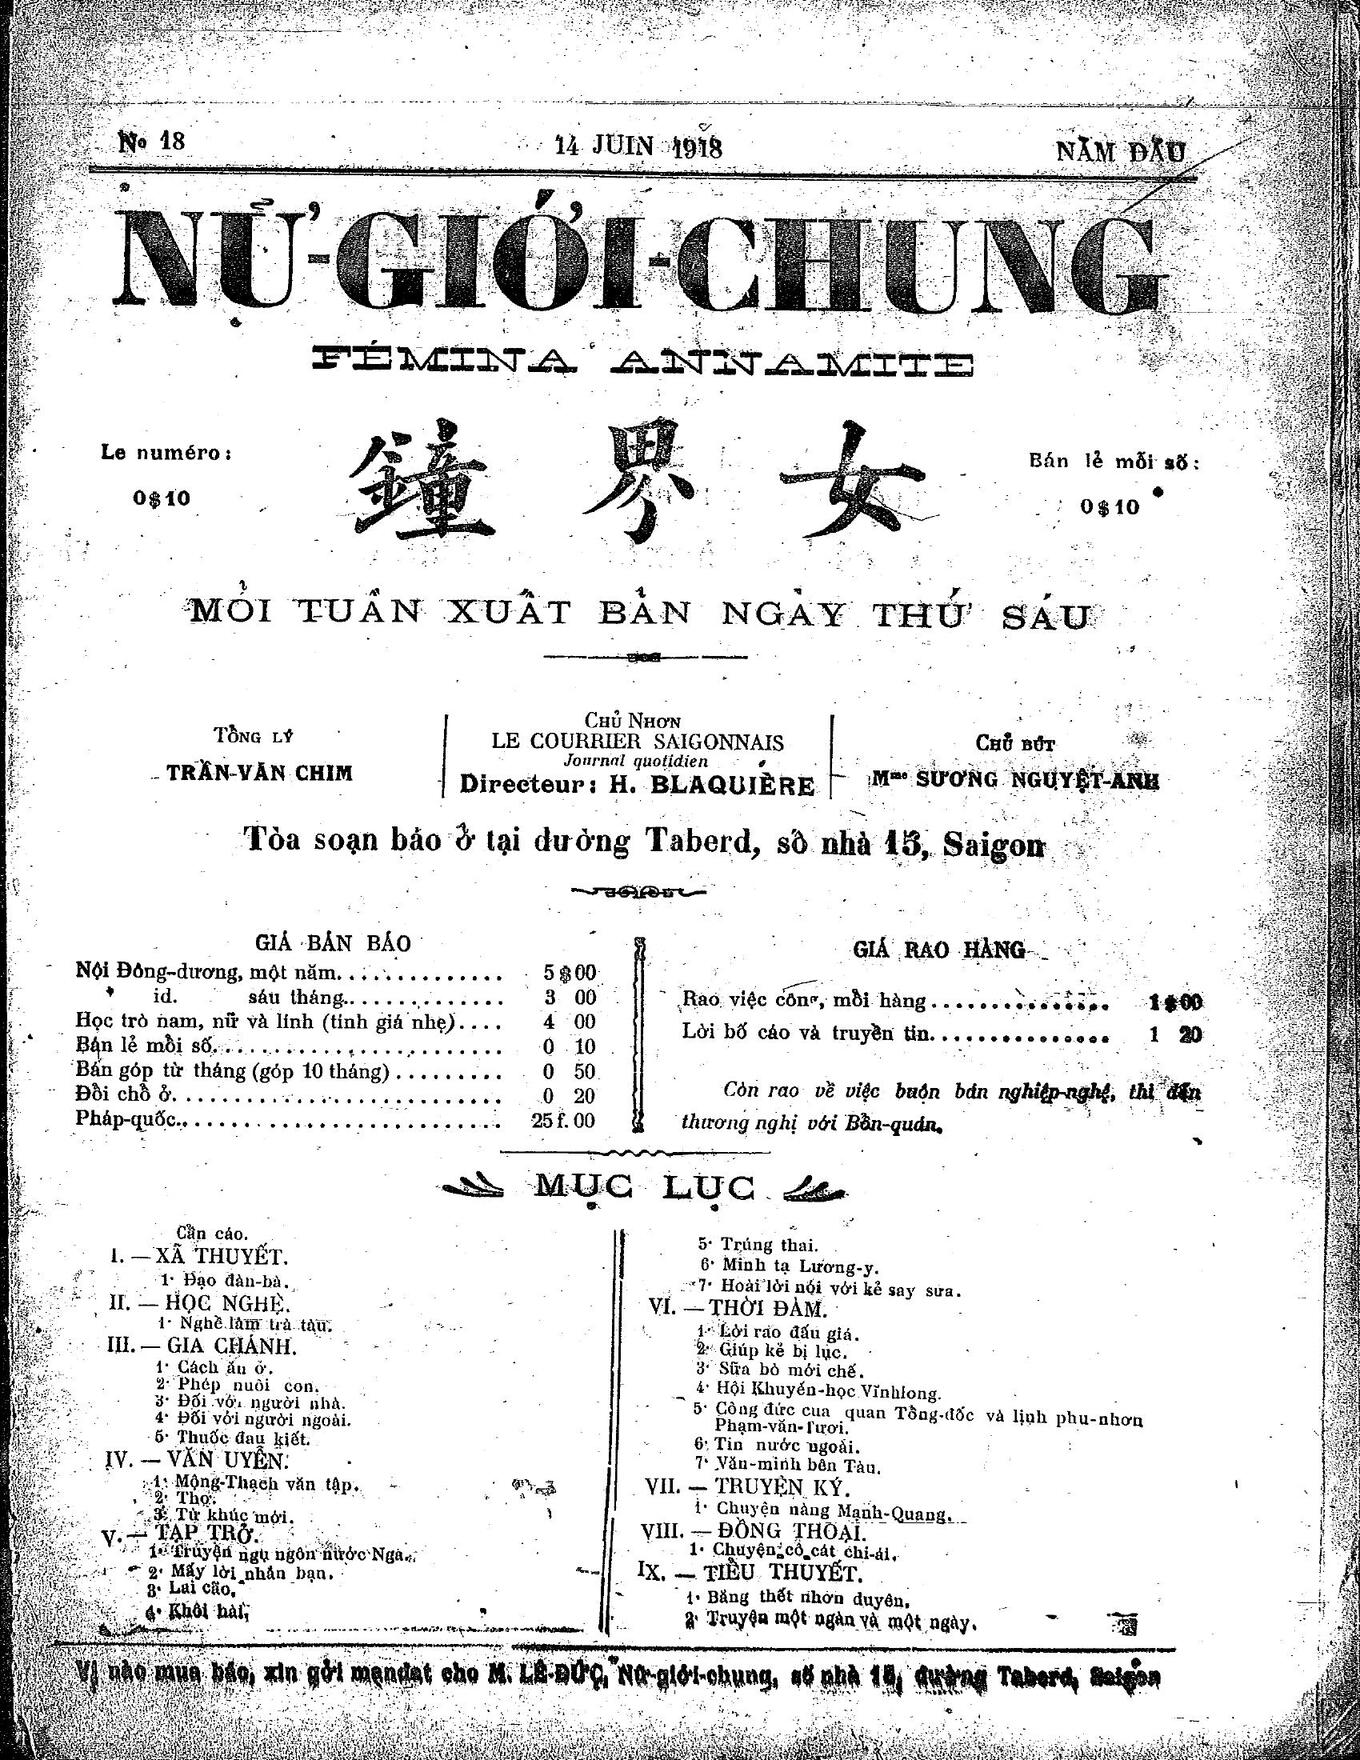 No 18
14 JUIN 1918
NĂM ĐẦU
NỮ-GIỚI-CHUNG
FÉMINA ANNAMITE
Le numéro:
0$10
鐘 界 女
Bán lẻ mỗi số:
0$10
MỖI TUẦN XUẤT BẢN NGÀY THỨ SÁU
TỔNG LÝ
TRẦN-VĂN CHIM
CHỦ NHƠN
LE COURRIER SAIGONNAIS
Journal quotidien
Directeur: H. BLAQUIÈRE
CHỦ BÚT
Mme SƯƠNG NGUYỆT-ANH
Tòa soạn báo ở tại đường Taberd, số nhà 15, Saigon
GIÁ BÁN BÁO
Nội Đông-dương, một năm. . . . . . . . . . . . . 5 $ 00
id. sáu tháng. . . . . . . . . . . . . 3 00
Học trò nam, nữ và lính (tính giá nhẹ) . . . . 4 00
Bán lẻ mỗi số. . . . . . . . . . . . . . . . . . . . . . . 0 10
Bán góp từ tháng (góp 10 tháng) . . . . . . . . . 0 50
Đổi chỗ ở. . . . . . . . . . . . . . . . . . . . . . . . . . 0 20
Pháp-quốc. . . . . . . . . . . . . . . . . . . . . . . . . . 25 f. 00
GIÁ RAO HÀNG
Rao việc công, mỗi hàng . . . . . . . . . . . . . . . 1 $ 00
Lời bố cáo và truyền tin. . . . . . . . . . . . . . . . 1 20
Còn rao về việc buôn bán nghiệp-nghệ, thì đến
thương nghị với Bổn-quán.
MỤC LỤC
Cẩn cáo.
I. — XÃ THUYẾT.
1· Đạo đàn-bà.
II. — HỌC NGHỆ.
1· Nghề làm trà tàu.
III. — GIA CHÁNH.
1· Cách ăn ở.
2· Phép nuôi con.
3· Đối với người nhà.
4· Đối với người ngoài.
5· Thuốc đau kiết.
IV. — VĂN UYỂN.
1· Mộng-Thạch văn tập.
2· Thơ.
3· Từ khúc mới.
V. — TẠP TRỞ.
1· Truyện ngụ ngôn nước Nga.
2· Mấy lời nhắn bạn.
3· Lai cão.
4· Khôi hài,
5· Trúng thai.
6· Minh tạ Lương-y.
7· Hoài lời nói với kẻ say sưa.
VI. — THỜI ĐÀM.
1· Lời rao đấu giá.
2· Giúp kẻ bị lục.
3· Sữa bò mới chế.
4· Hội Khuyến-học Vĩnhlong.
5· Công đức của quan Tổng-đốc và lịnh phu-nhơn
Phạm-văn-Tươi.
6· Tin nước ngoài.
7· Văn-minh bên Tàu.
VII. — TRUYỆN KÝ.
1· Chuyện nàng Mạnh-Quang.
VIII. — ĐỒNG THOẠI.
1· Chuyện cô cát chi-ái.
IX. — TIỂU THUYẾT.
1· Băng thết nhơn duyên.
2· Truyện một ngàn và một ngày.
Vị nào mua báo, xin gởi mandat cho M. LÊ-ĐỨC, Nữ-giới-chung, số nhà 15, đường Taberd, Saigon